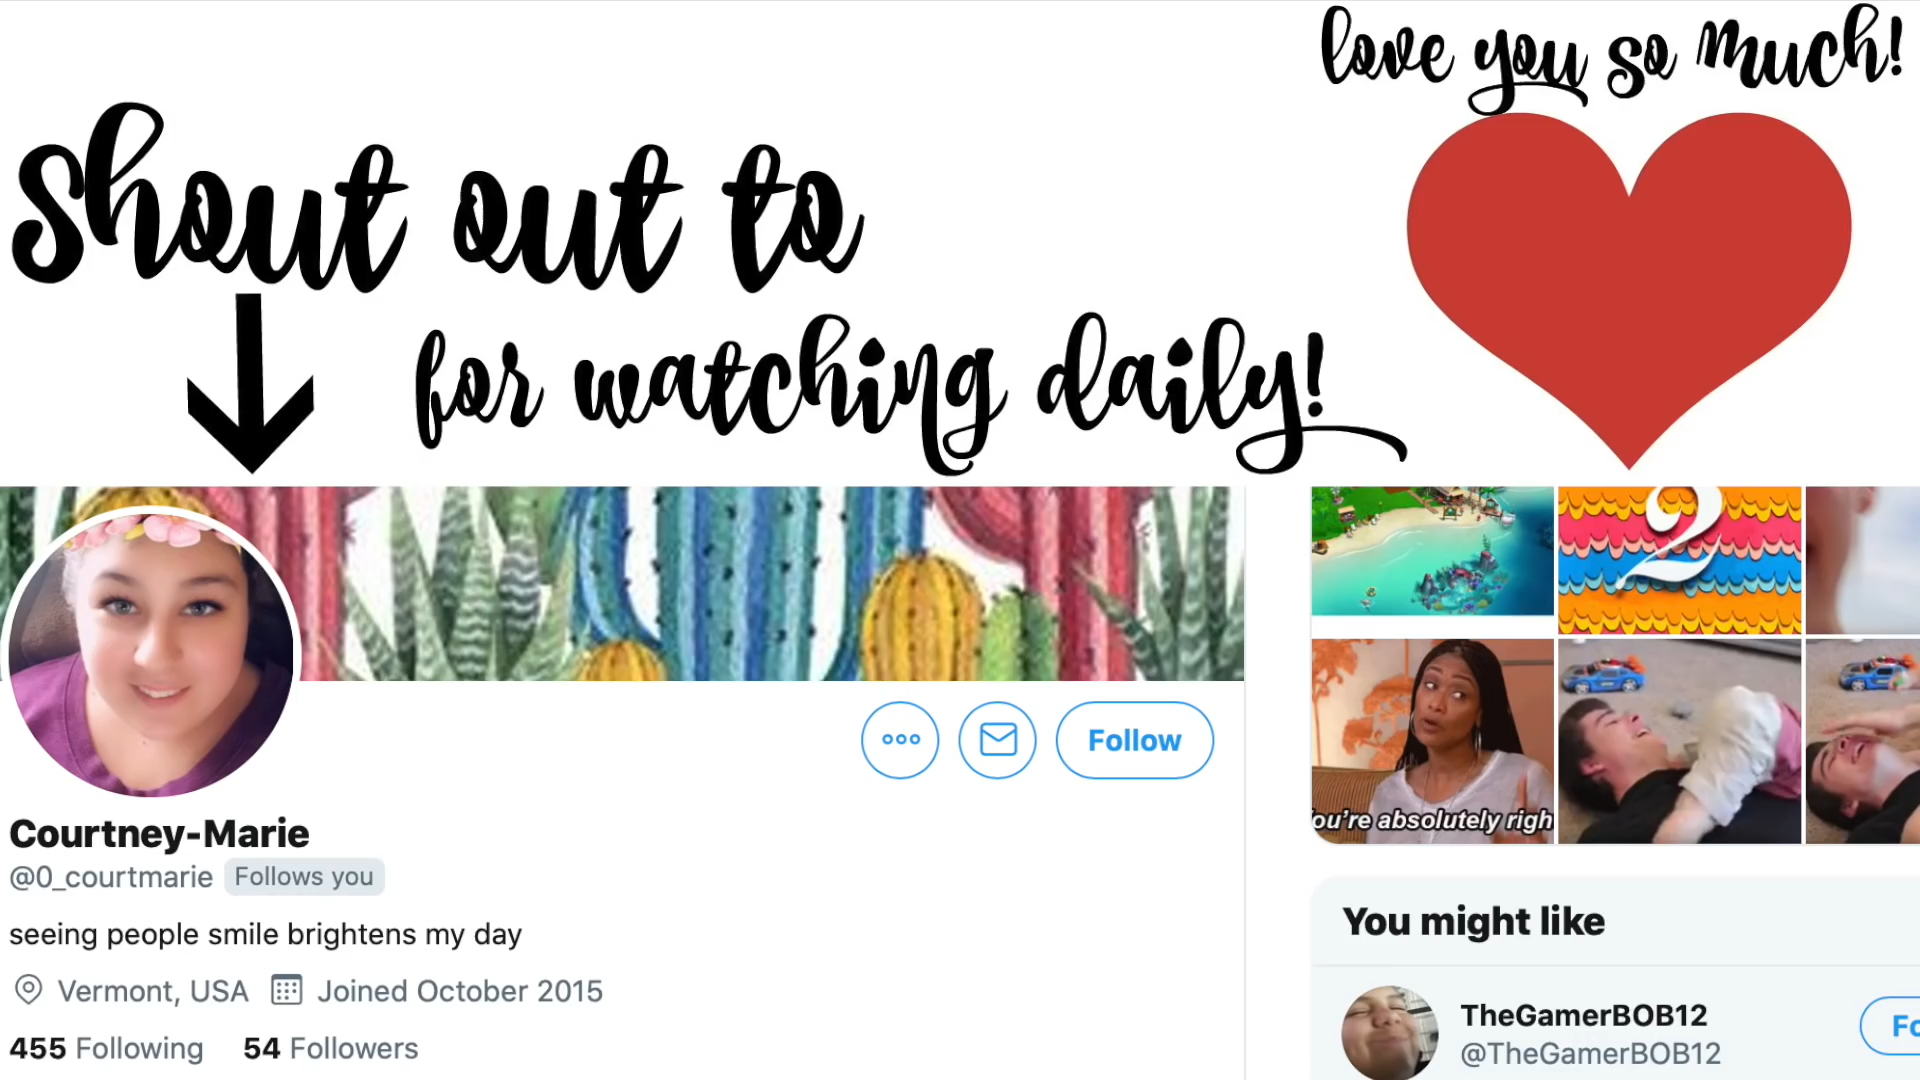 love you so much!
Shout out to
for watching daily!
2
Follow
ou're absolutely righ
Courtney-Marie
@0_courtmarie Follows you
seeing people smile brightens my day
Vermont, USA Joined October 2015
455 Following 54 Followers
You might like
TheGamerBOB12
@TheGamerBOB12
Fo